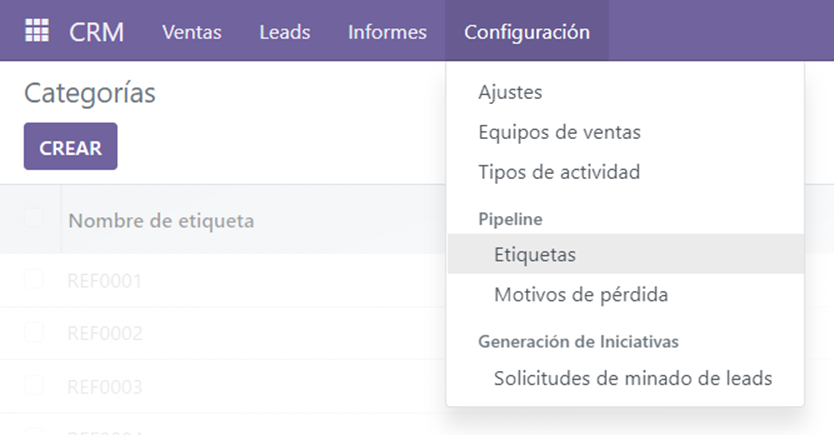 CRM Ventas Leads Informes Configuración
Categorías
CREAR
Nombre de etiqueta
REF0001
REF0002
REF0003
Ajustes
Equipos de ventas
Tipos de actividad
Pipeline
Etiquetas
Motivos de pérdida
Generación de Iniciativas
Solicitudes de minado de leads